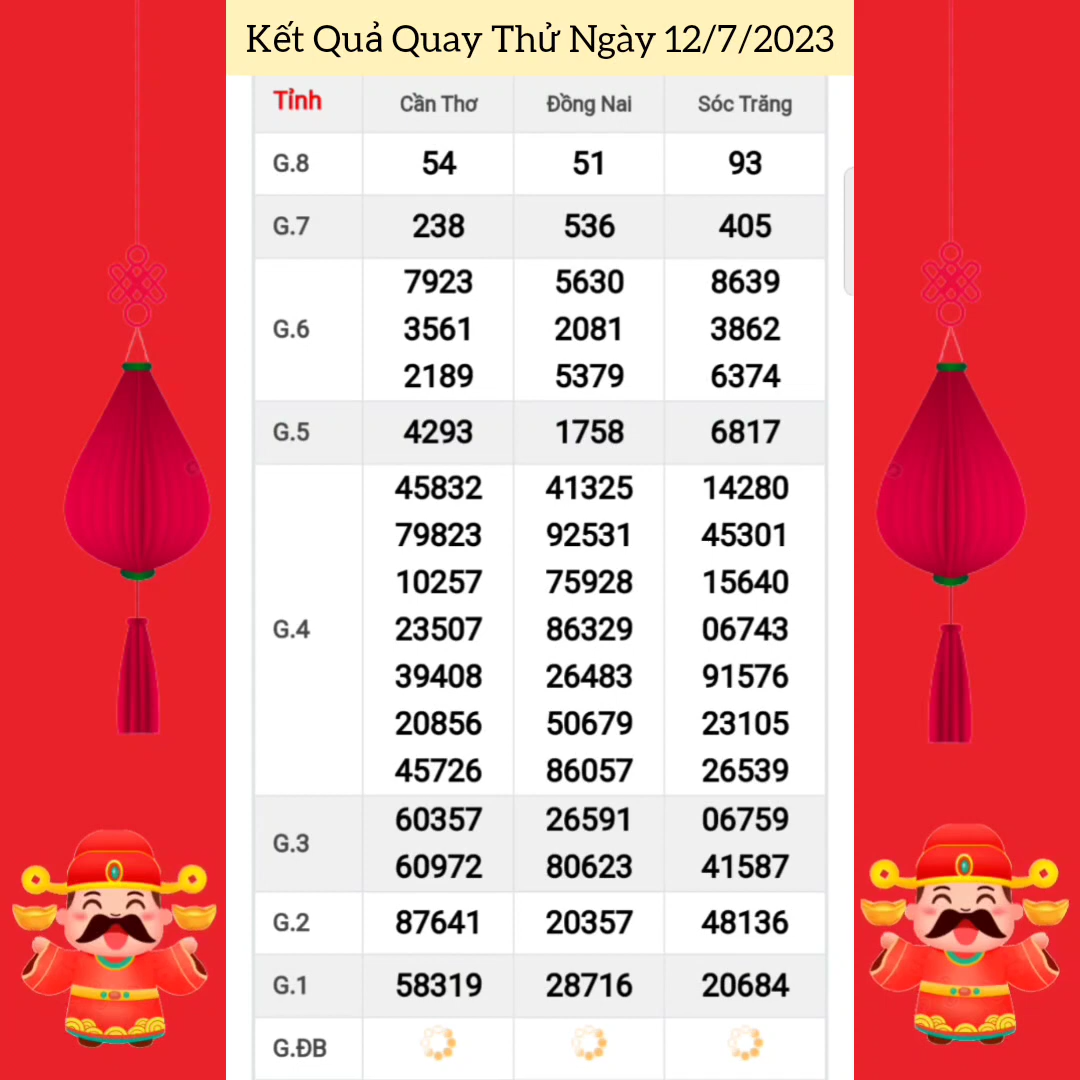 Kết Quả Quay Thử Ngày 12/7/2023
Tỉnh Cần Thơ Đồng Nai Sóc Trăng
G.8 54 51 93
G.7 238 536 405
7923 5630 8639
G.6 3561 2081 3862
2189 5379 6374
G.5 4293 1758 6817
45832 41325 14280
79823 92531 45301
10257 75928 15640
G.4 23507 86329 06743
39408 26483 91576
20856 50679 23105
45726 86057 26539
G.3 60357 26591 06759
60972 80623 41587
G.2 87641 20357 48136
G.1 58319 28716 20684
G.ĐB